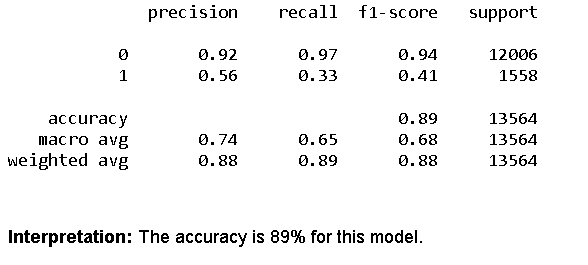 precision recall f1-score support
0 0.92 0.97 0.94 12006
1 0.56 0.33 0.41 1558
accuracy 0.89 13564
macro avg 0.74 0.65 0.68 13564
weighted avg 0.88 0.89 0.88 13564
Interpretation: The accuracy is 89% for this model.